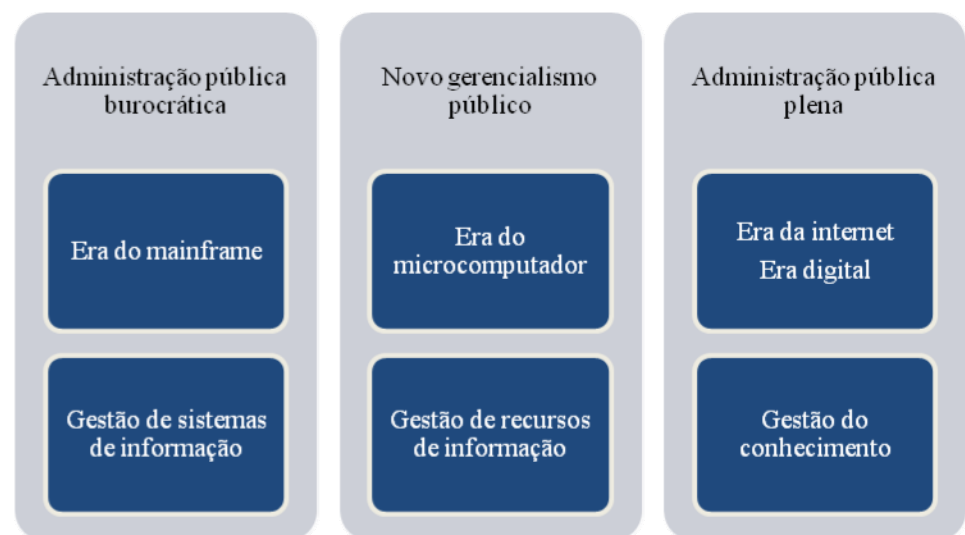 Administração pública
burocrática
Era do mainframe
Gestão de sistemas
de informação
Novo gerencialismo
público
Era do
microcomputador
Gestão de recursos
de informação
Administração pública
plena
Era da internet
Era digital
Gestão do
conhecimento